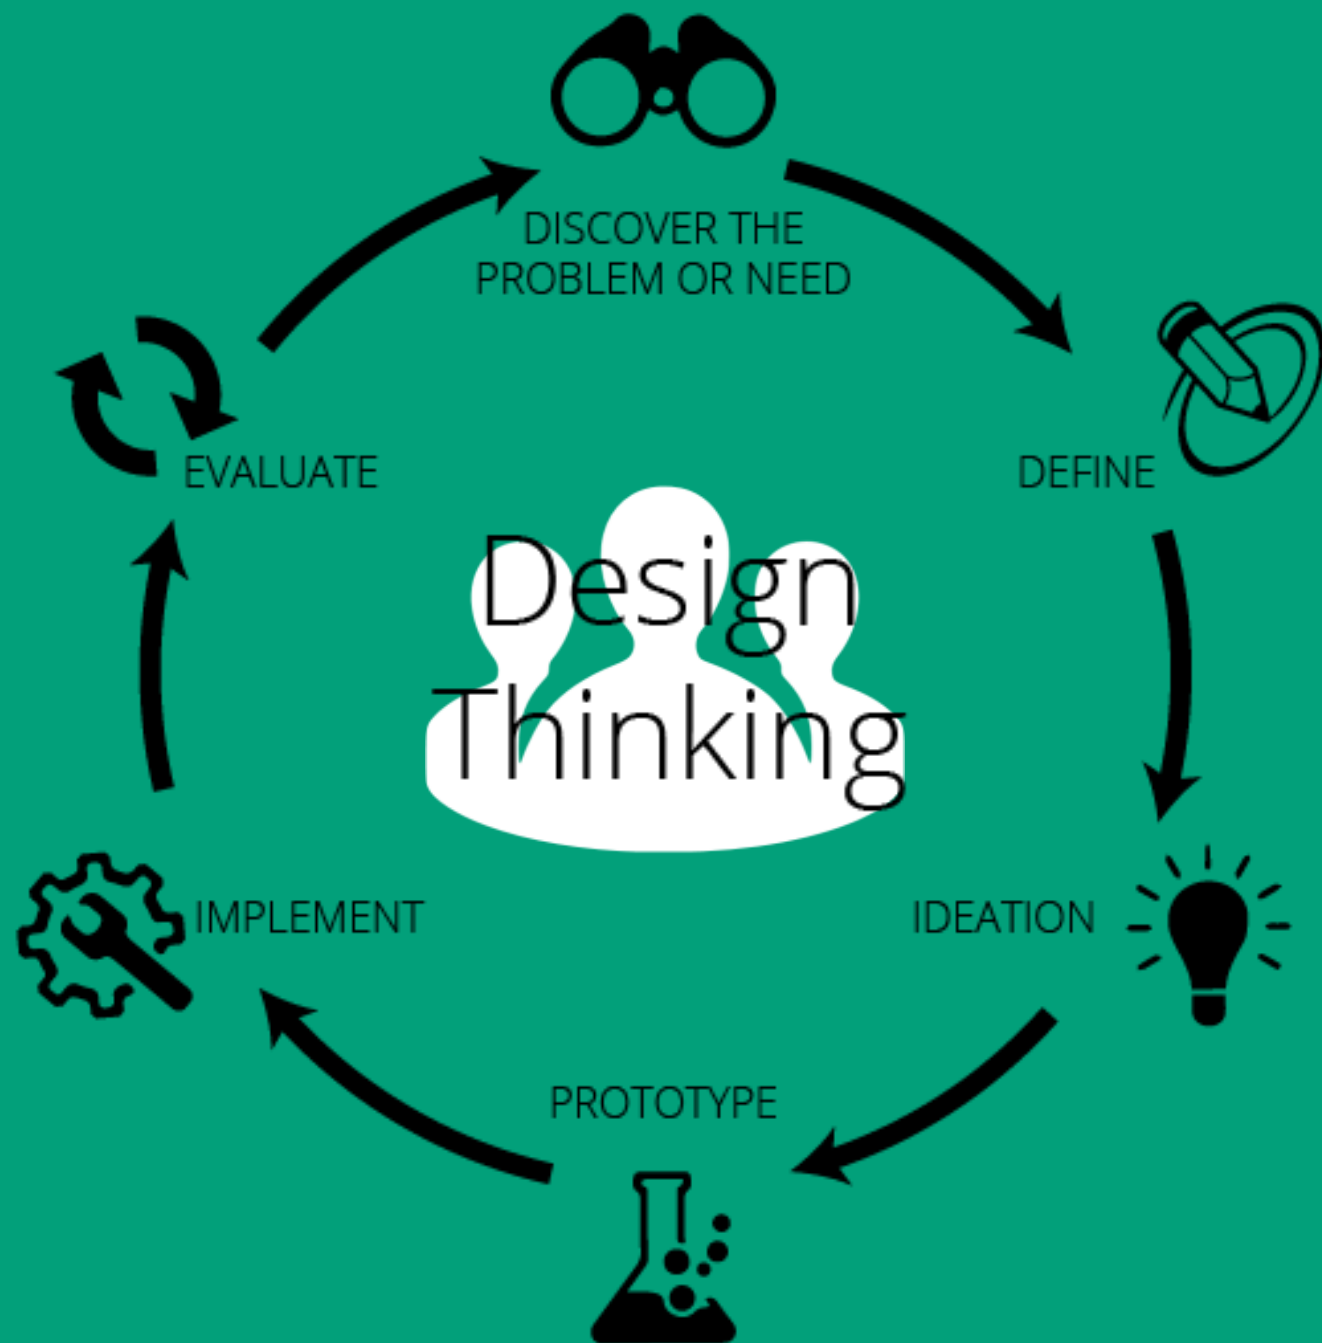 DISCOVER THE
PROBLEM OR NEED
DEFINE
IDEATION
PROTOTYPE
IMPLEMENT
EVALUATE
Design
Thinking